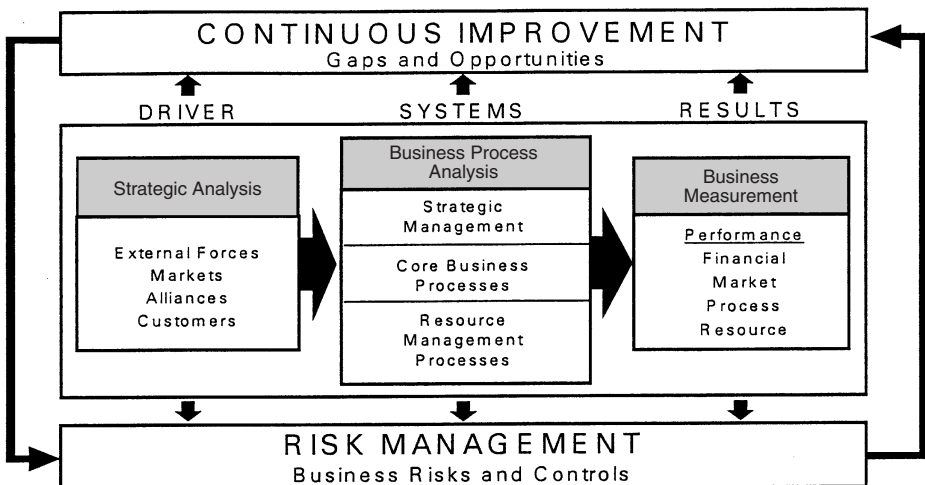 CONTINUOUS IMPROVEMENT
Gaps and Opportunities
DRIVER
SYSTEMS
RESULTS
Strategic Analysis
External Forces
Markets
Alliances
Customers
Business Process
Analysis
Strategic
Management
Core Business
Processes
Resource
Management
Processes
Business
Measurement
Performance
Financial
Market
Process
Resource
RISK MANAGEMENT
Business Risks and Controls